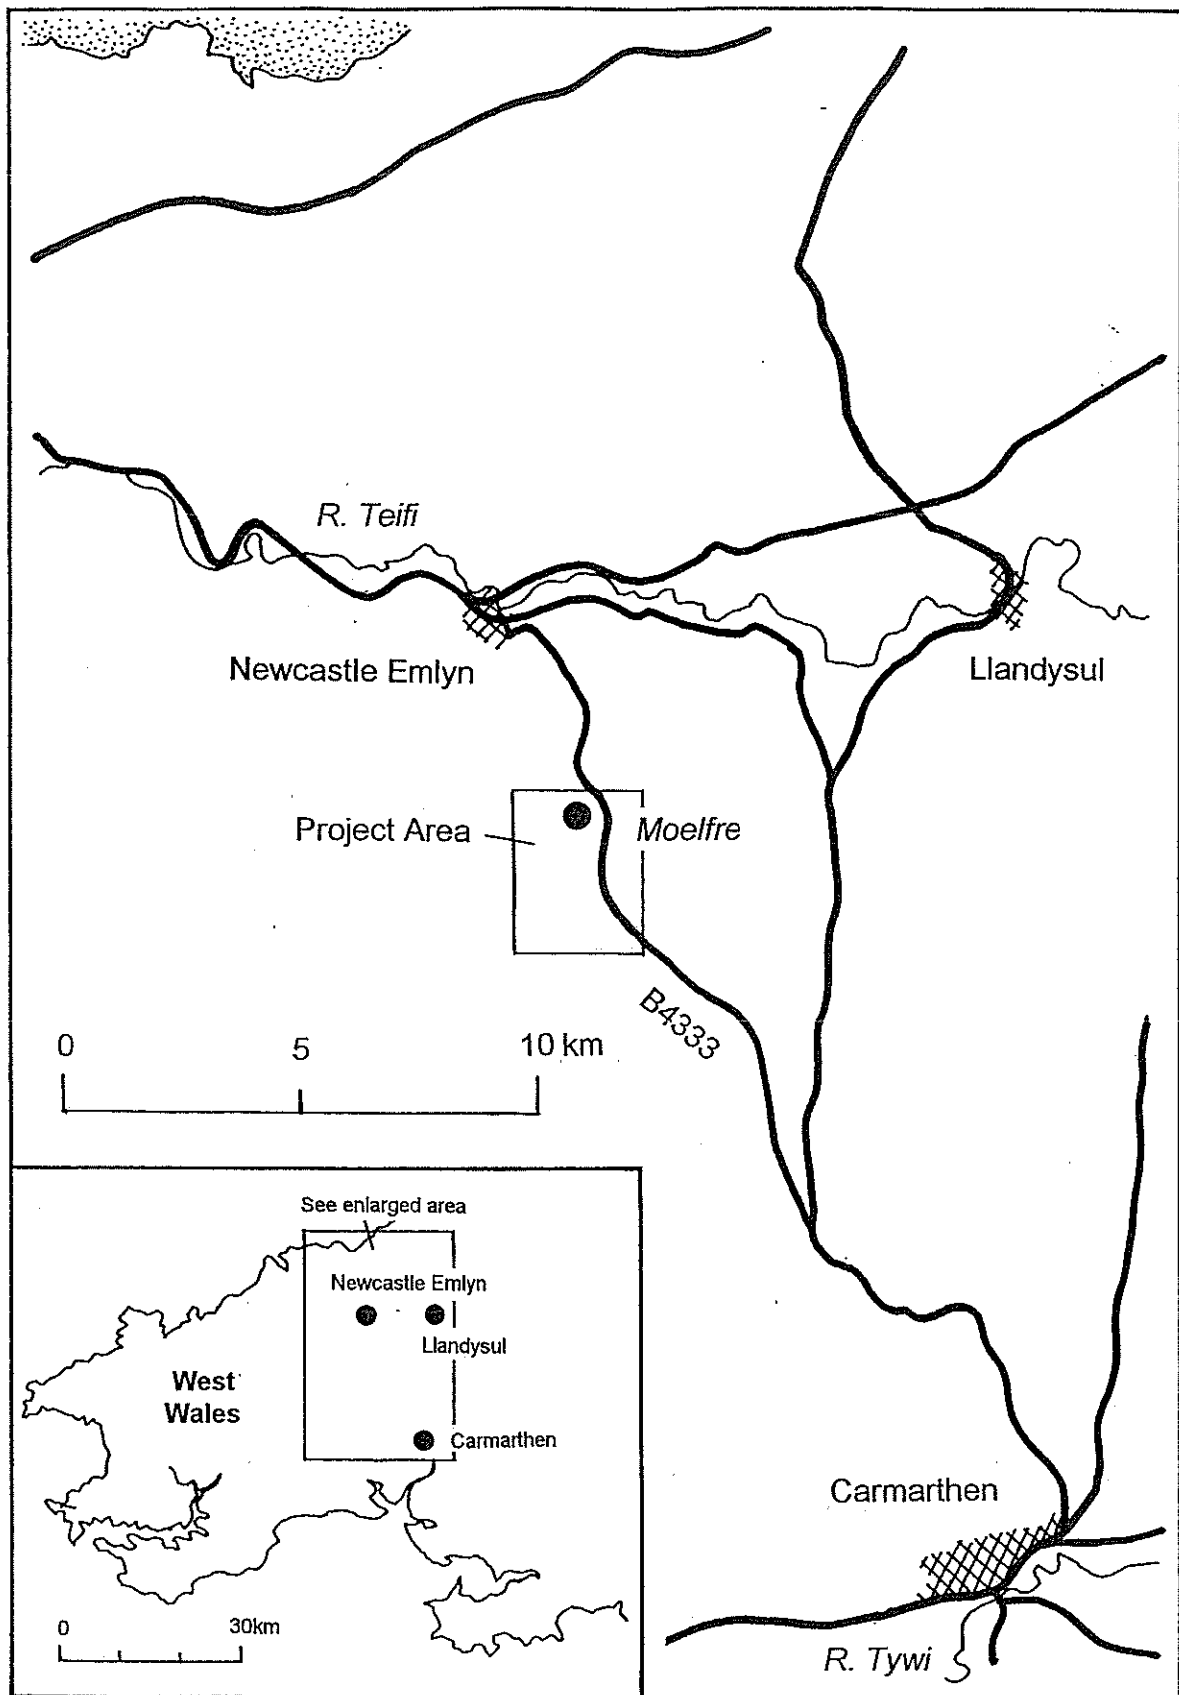 R. Teifi
Newcastle Emlyn
Llandysul
Project Area
Moelfre
B4333
0 5 10 km
See enlarged area
Newcastle Emlyn
Llandysul
West
Wales
Carmarthen
0 30km
Carmarthen
R. Tywi